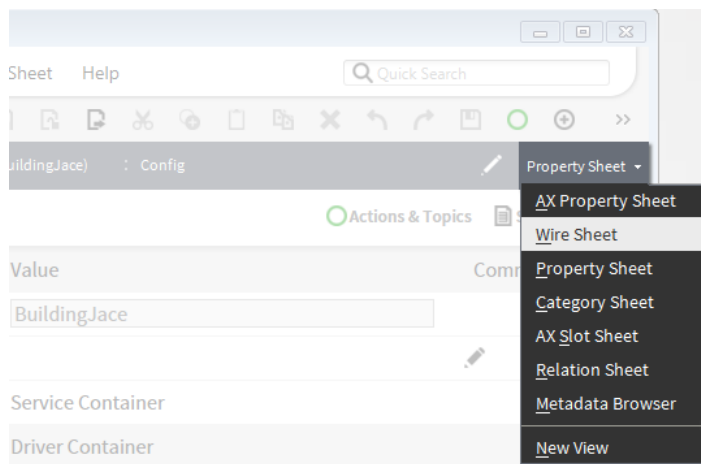 Sheet Help Quick Search
>>
uildingJace) : Config Property Sheet
Actions & Topics
AX Property Sheet
Wire Sheet
Value
Property Sheet
BuildingJace
Category Sheet
AX Slot Sheet
Relation Sheet
Service Container
Metadata Browser
Driver Container
New View